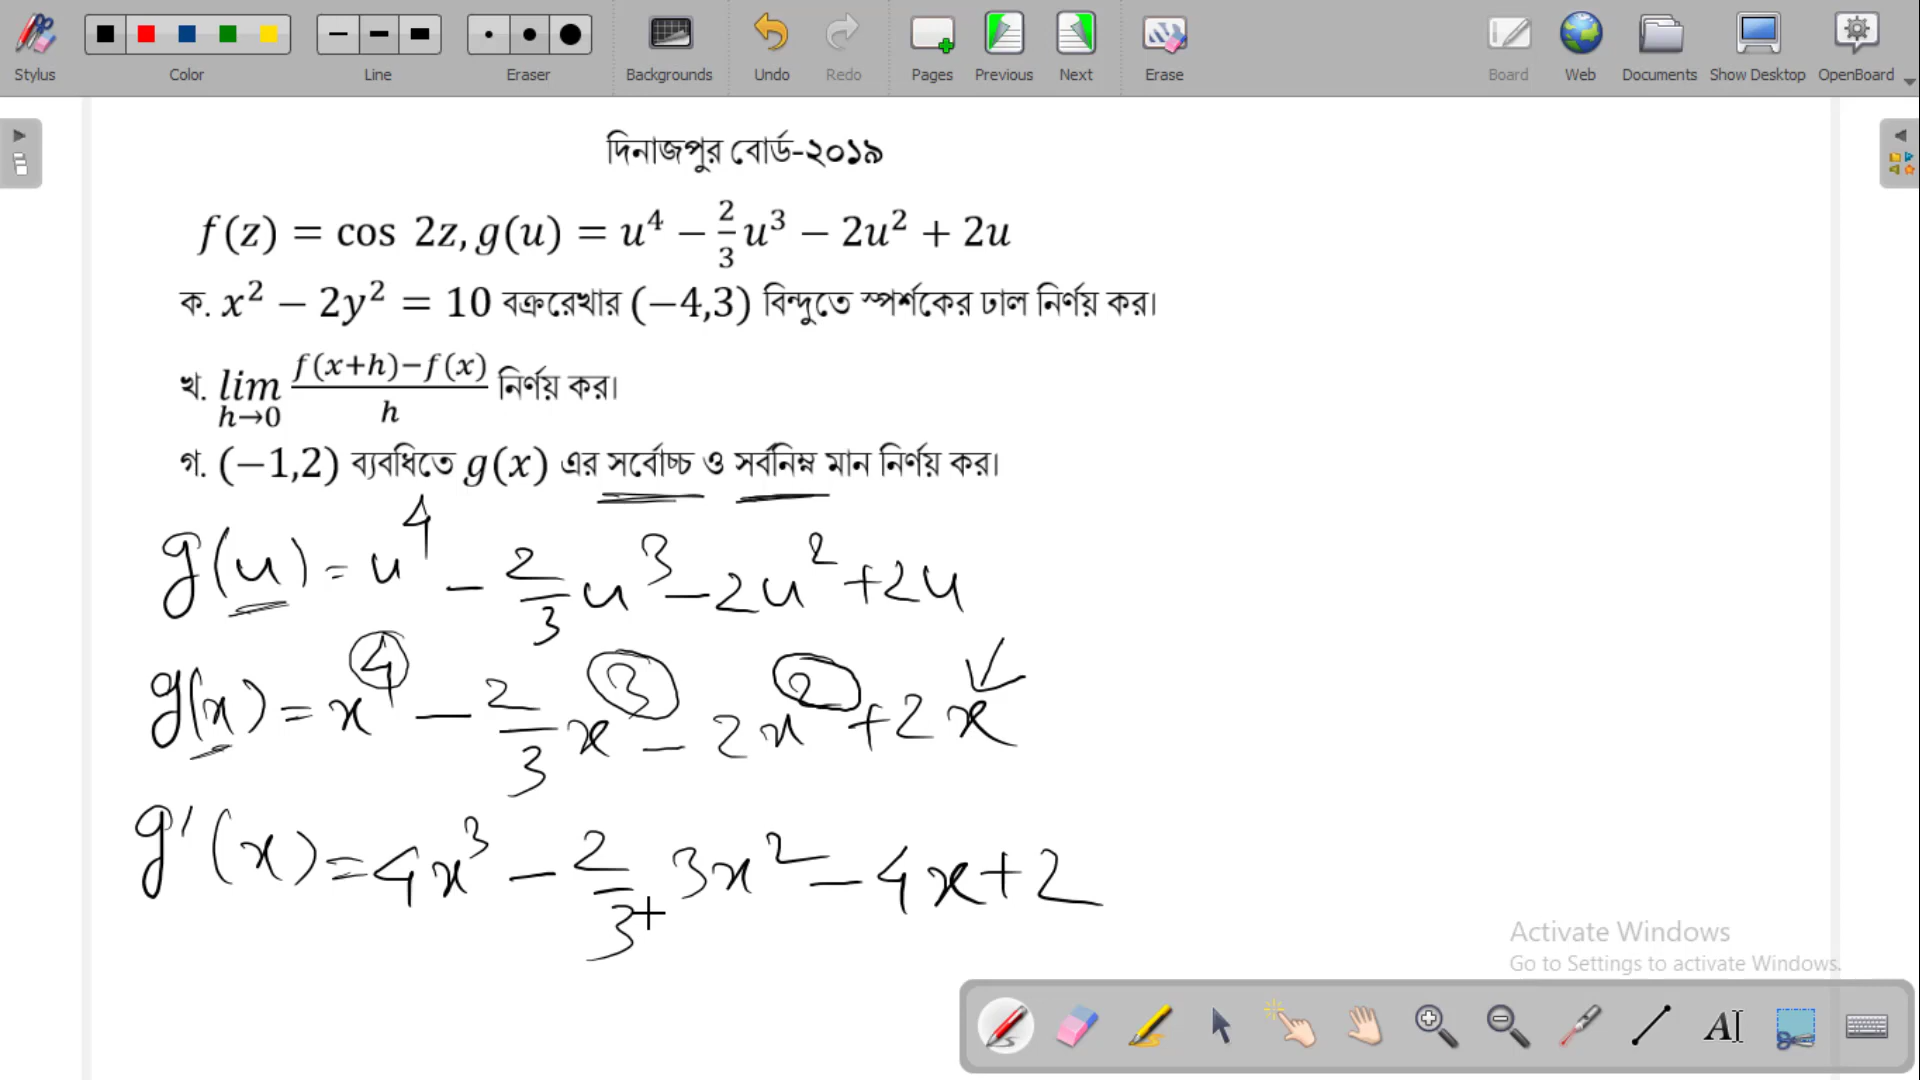 Stylus Color Line Eraser Backgrounds Undo Redo Pages Previous Next Erase Board Web Documents Show Desktop OpenBoard
দিনাজপুর বোর্ড-২০১৯
f(z) = cos 2z, g(u) = u⁴ − 2/3 u³ − 2u² + 2u
ক. x² − 2y² = 10 বক্ররেখার (−4,3) বিন্দুতে স্পর্শকের ঢাল নির্ণয় কর।
খ. lim h→0 f(x+h)−f(x) / h নির্ণয় কর।
গ. (−1,2) ব্যবধিতে g(x) এর সর্বোচ্চ ও সর্বনিম্ন মান নির্ণয় কর।
g(u) = u⁴ − 2/3 u³ − 2u² + 2u
g(x) = x⁴ − 2/3 x³ − 2x² + 2x
g′(x) = 4x³ − 2/3 3x² − 4x + 2
Activate Windows
Go to Settings to activate Windows.